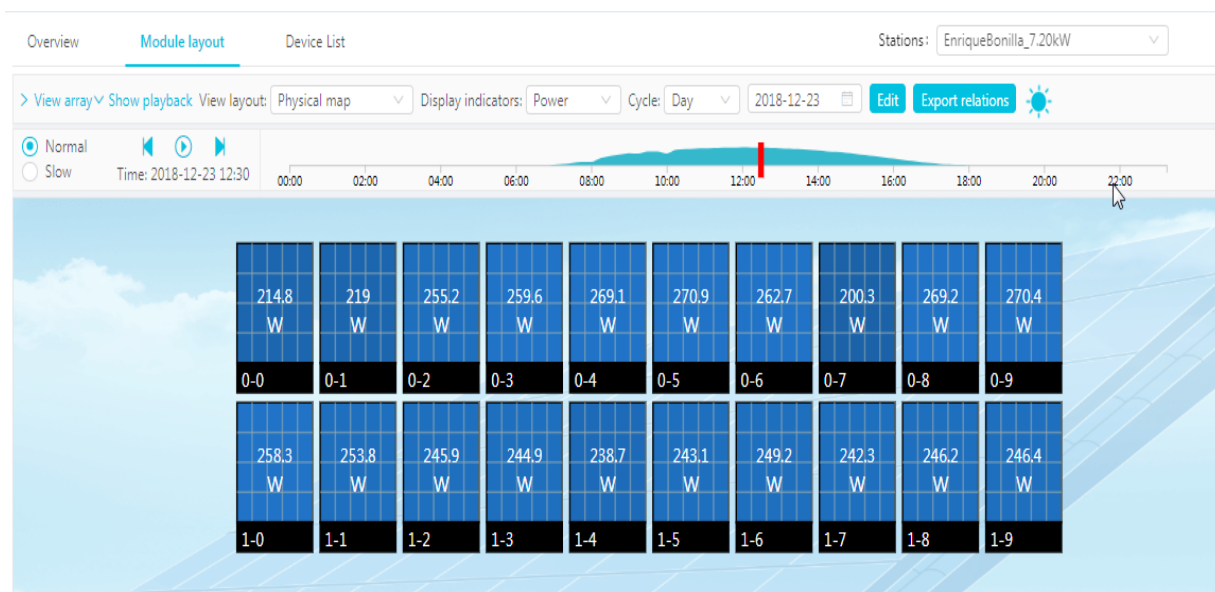 Overview Module layout Device List Stations: EnriqueBonilla_7.20kW
View array Show playback View layout: Physical map Display indicators: Power Cycle: Day 2018-12-23 Edit Export relations
Normal
Slow Time: 2018-12-23 12:30
00:00 02:00 04:00 06:00 08:00 10:00 12:00 14:00 16:00 18:00 20:00 22:00
214.8 219 255.2 259.6 269.1 270.9 262.7 200.3 269.2 270.4
W W W W W W W W W W
0-0 0-1 0-2 0-3 0-4 0-5 0-6 0-7 0-8 0-9
258.3 253.8 245.9 244.9 238.7 243.1 249.2 242.3 246.2 246.4
W W W W W W W W W W
1-0 1-1 1-2 1-3 1-4 1-5 1-6 1-7 1-8 1-9